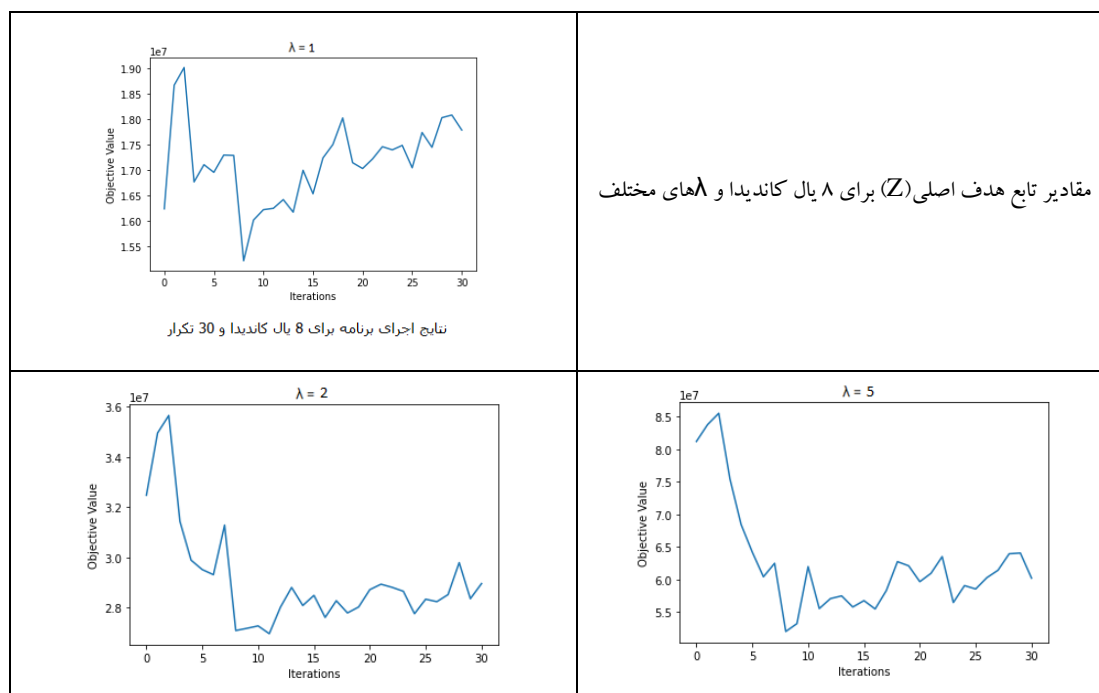 λ = 1
1e7
1.90
1.85
1.80
1.75
1.70
1.65
1.60
1.55
Objective Value
0 5 10 15 20 25 30
Iterations
نتایج اجرای برنامه برای 8 یال کاندیدا و 30 تکرار
مقادیر تابع هدف اصلی(Z) برای ۸ یال کاندیدا و λهای مختلف
λ = 2
1e7
3.6
3.4
3.2
3.0
2.8
Objective Value
0 5 10 15 20 25 30
Iterations
λ = 5
1e7
8.5
8.0
7.5
7.0
6.5
6.0
5.5
Objective Value
0 5 10 15 20 25 30
Iterations